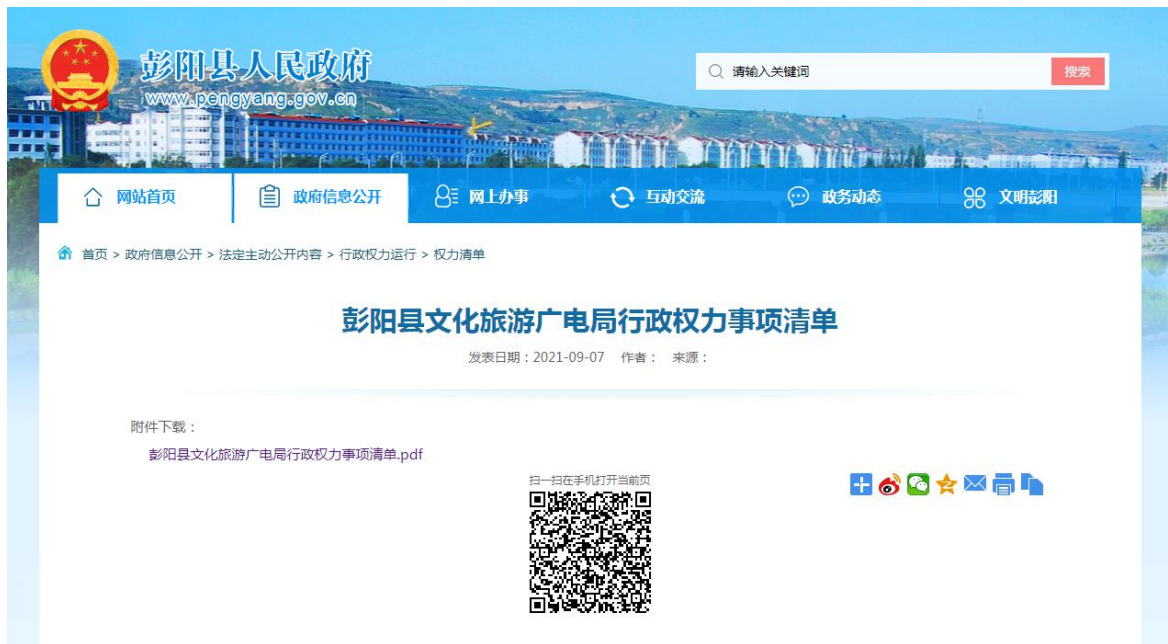 彭阳县人民政府
www.pengyang.gov.cn
请输入关键词
搜索
网站首页
政府信息公开
网上办事
互动交流
政务动态
文明彭阳
首页 > 政府信息公开 > 法定主动公开内容 > 行政权力运行 > 权力清单
彭阳县文化旅游广电局行政权力事项清单
发表日期：2021-09-07 作者： 来源：
附件下载：
彭阳县文化旅游广电局行政权力事项清单.pdf
扫一扫在手机打开当前页